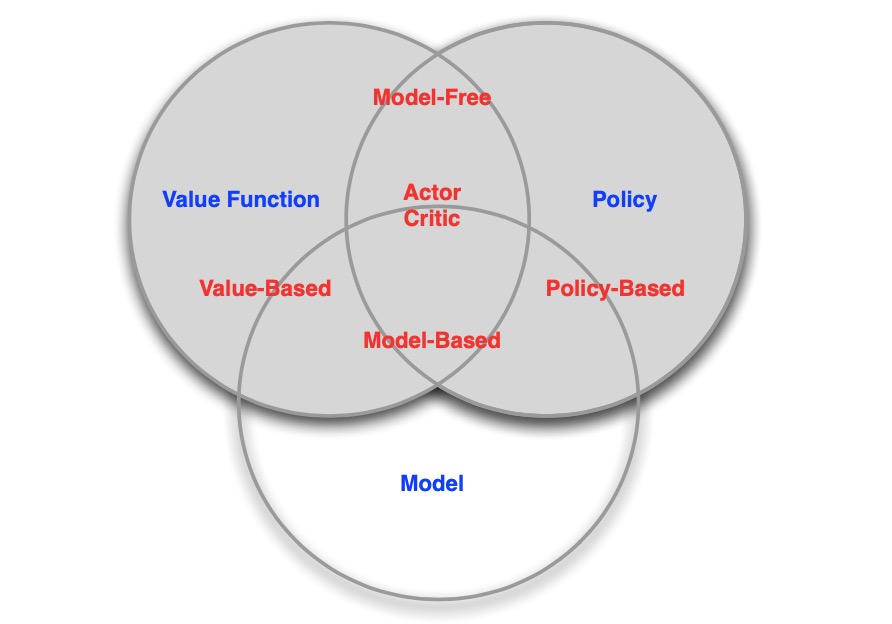 Model-Free
Value Function
Actor
Critic
Policy
Value-Based
Policy-Based
Model-Based
Model